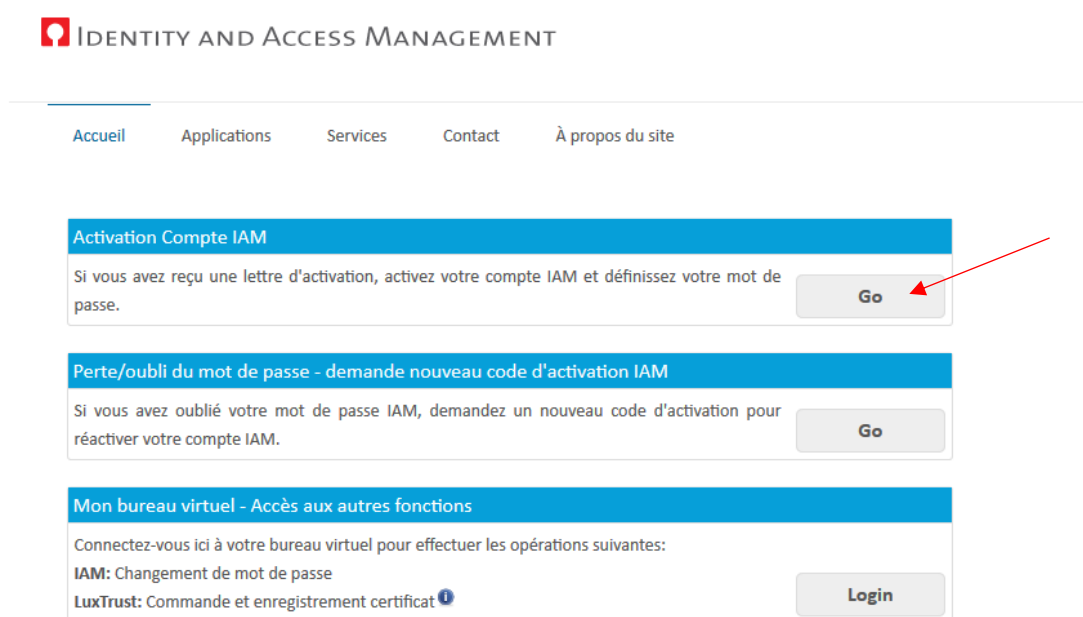 IDENTITY AND ACCESS MANAGEMENT
Accueil Applications Services Contact À propos du site
Activation Compte IAM
Si vous avez reçu une lettre d'activation, activez votre compte IAM et définissez votre mot de
passe.
Go
Perte/oubli du mot de passe - demande nouveau code d'activation IAM
Si vous avez oublié votre mot de passe IAM, demandez un nouveau code d'activation pour
réactiver votre compte IAM.
Go
Mon bureau virtuel - Accès aux autres fonctions
Connectez-vous ici à votre bureau virtuel pour effectuer les opérations suivantes:
IAM: Changement de mot de passe
LuxTrust: Commande et enregistrement certificat i
Login